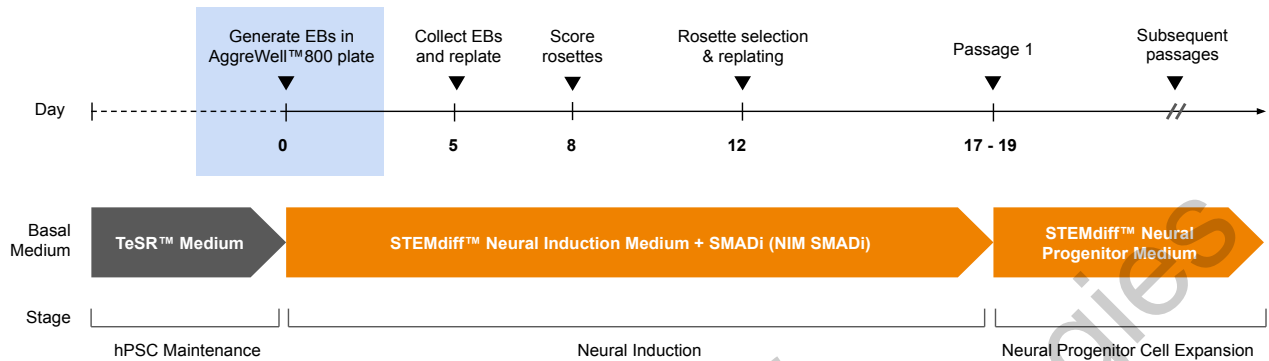 Generate EBs in
AggreWell™800 plate
Collect EBs
and replate
Score
rosettes
Rosette selection
& replating
Passage 1
Subsequent
passages
Day
0
5
8
12
17 - 19
Basal
Medium
TeSR™ Medium
STEMdiff™ Neural Induction Medium + SMADi (NIM SMADi)
STEMdiff™ Neural
Progenitor Medium
Stage
hPSC Maintenance
Neural Induction
Neural Progenitor Cell Expansion
gies